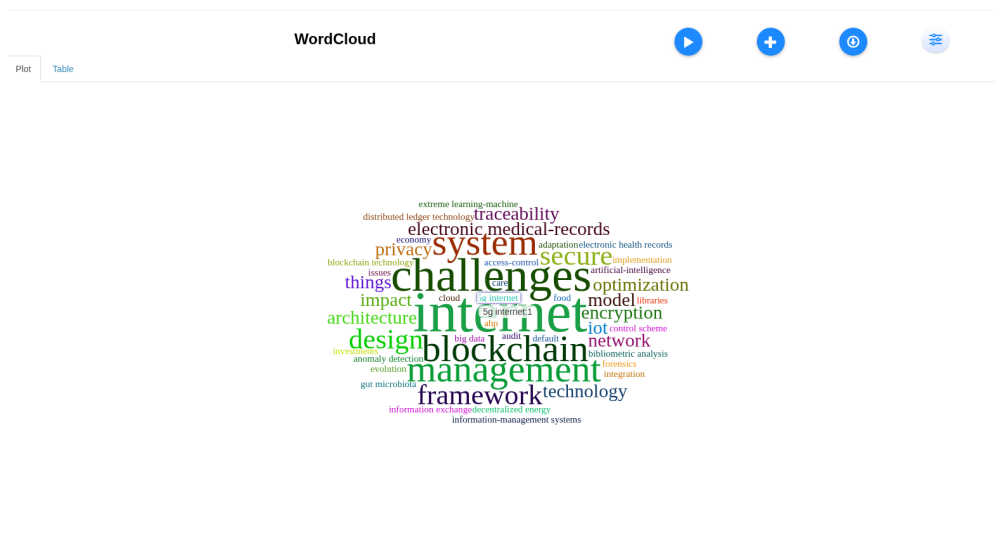 WordCloud
Plot
Table
extreme learning-machine
distributed ledger technology
traceability
electronic medical-records
economy
system
adaptation
electronic health records
privacy
secure
blockchain technology
access-control
implementation
issues
challenges
artificial-intelligence
things
care
optimization
impact
cloud
5g internet
food
model
libraries
internet
5g internet:1
encryption
architecture
ahp
iot
control scheme
design
big data
audit
default
network
investments
blockchain
bibliometric analysis
anomaly detection
forensics
evolution
management
integration
gut microbiota
framework
technology
information exchange
decentralized energy
information-management systems